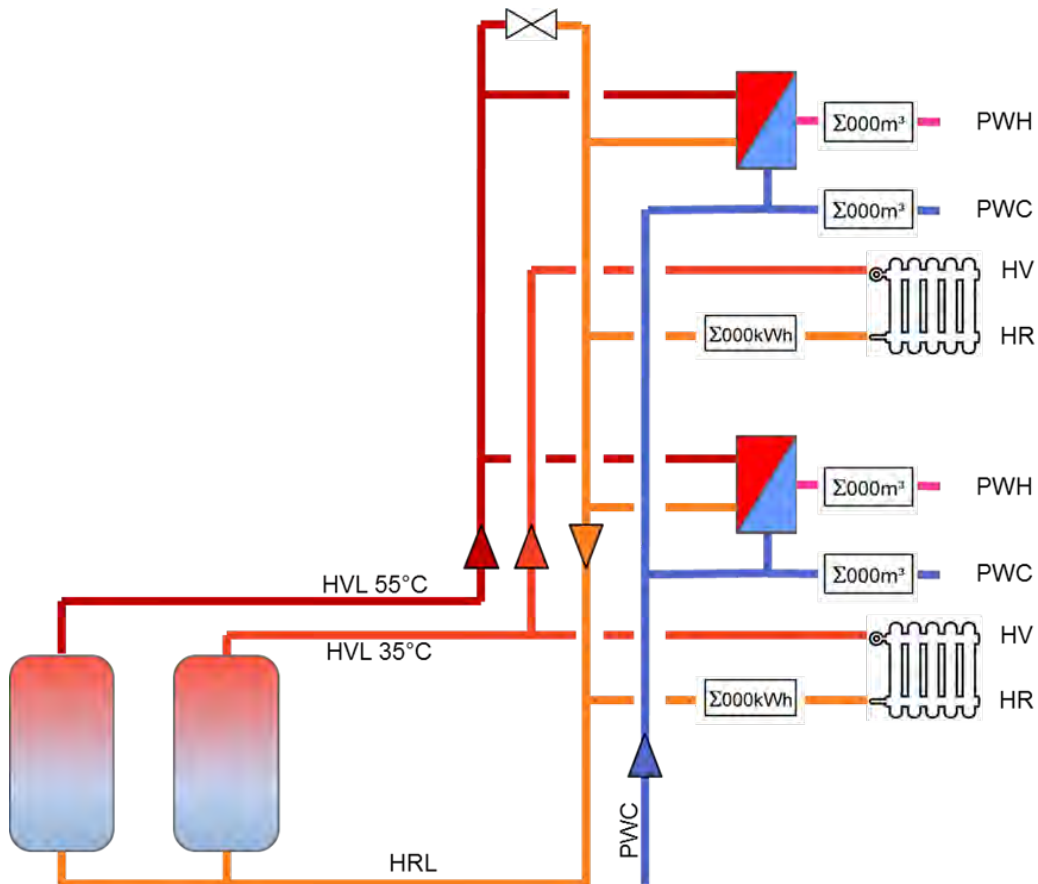 Σ000m³ PWH
Σ000m³ PWC
HV
Σ000kWh HR
Σ000m³ PWH
HVL 55°C
Σ000m³ PWC
HVL 35°C
HV
Σ000kWh HR
PWC
HRL